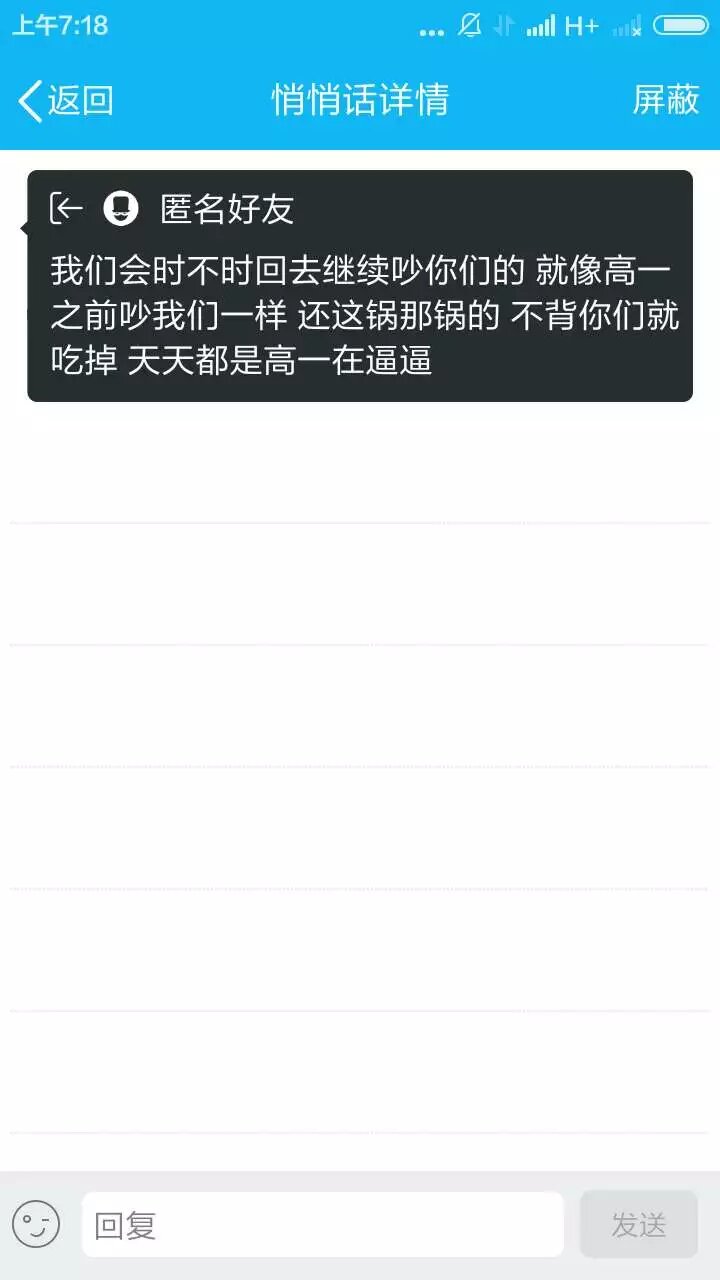 上午7:18
... H+
返回
悄悄话详情
屏蔽
匿名好友
我们会时不时回去继续吵你们的 就像高一
之前吵我们一样 还这锅那锅的 不背你们就
吃掉 天天都是高一在逼逼
回复
发送